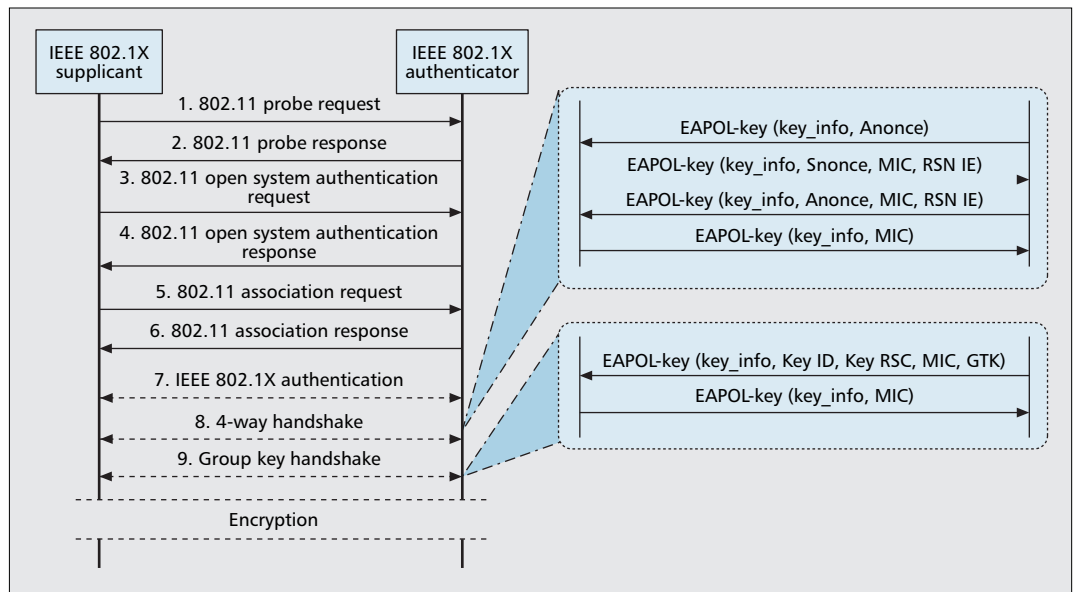 IEEE 802.1X
supplicant
IEEE 802.1X
authenticator
1. 802.11 probe request
2. 802.11 probe response
3. 802.11 open system authentication
request
4. 802.11 open system authentication
response
5. 802.11 association request
6. 802.11 association response
7. IEEE 802.1X authentication
8. 4-way handshake
9. Group key handshake
Encryption
EAPOL-key (key_info, Anonce)
EAPOL-key (key_info, Snonce, MIC, RSN IE)
EAPOL-key (key_info, Anonce, MIC, RSN IE)
EAPOL-key (key_info, MIC)
EAPOL-key (key_info, Key ID, Key RSC, MIC, GTK)
EAPOL-key (key_info, MIC)